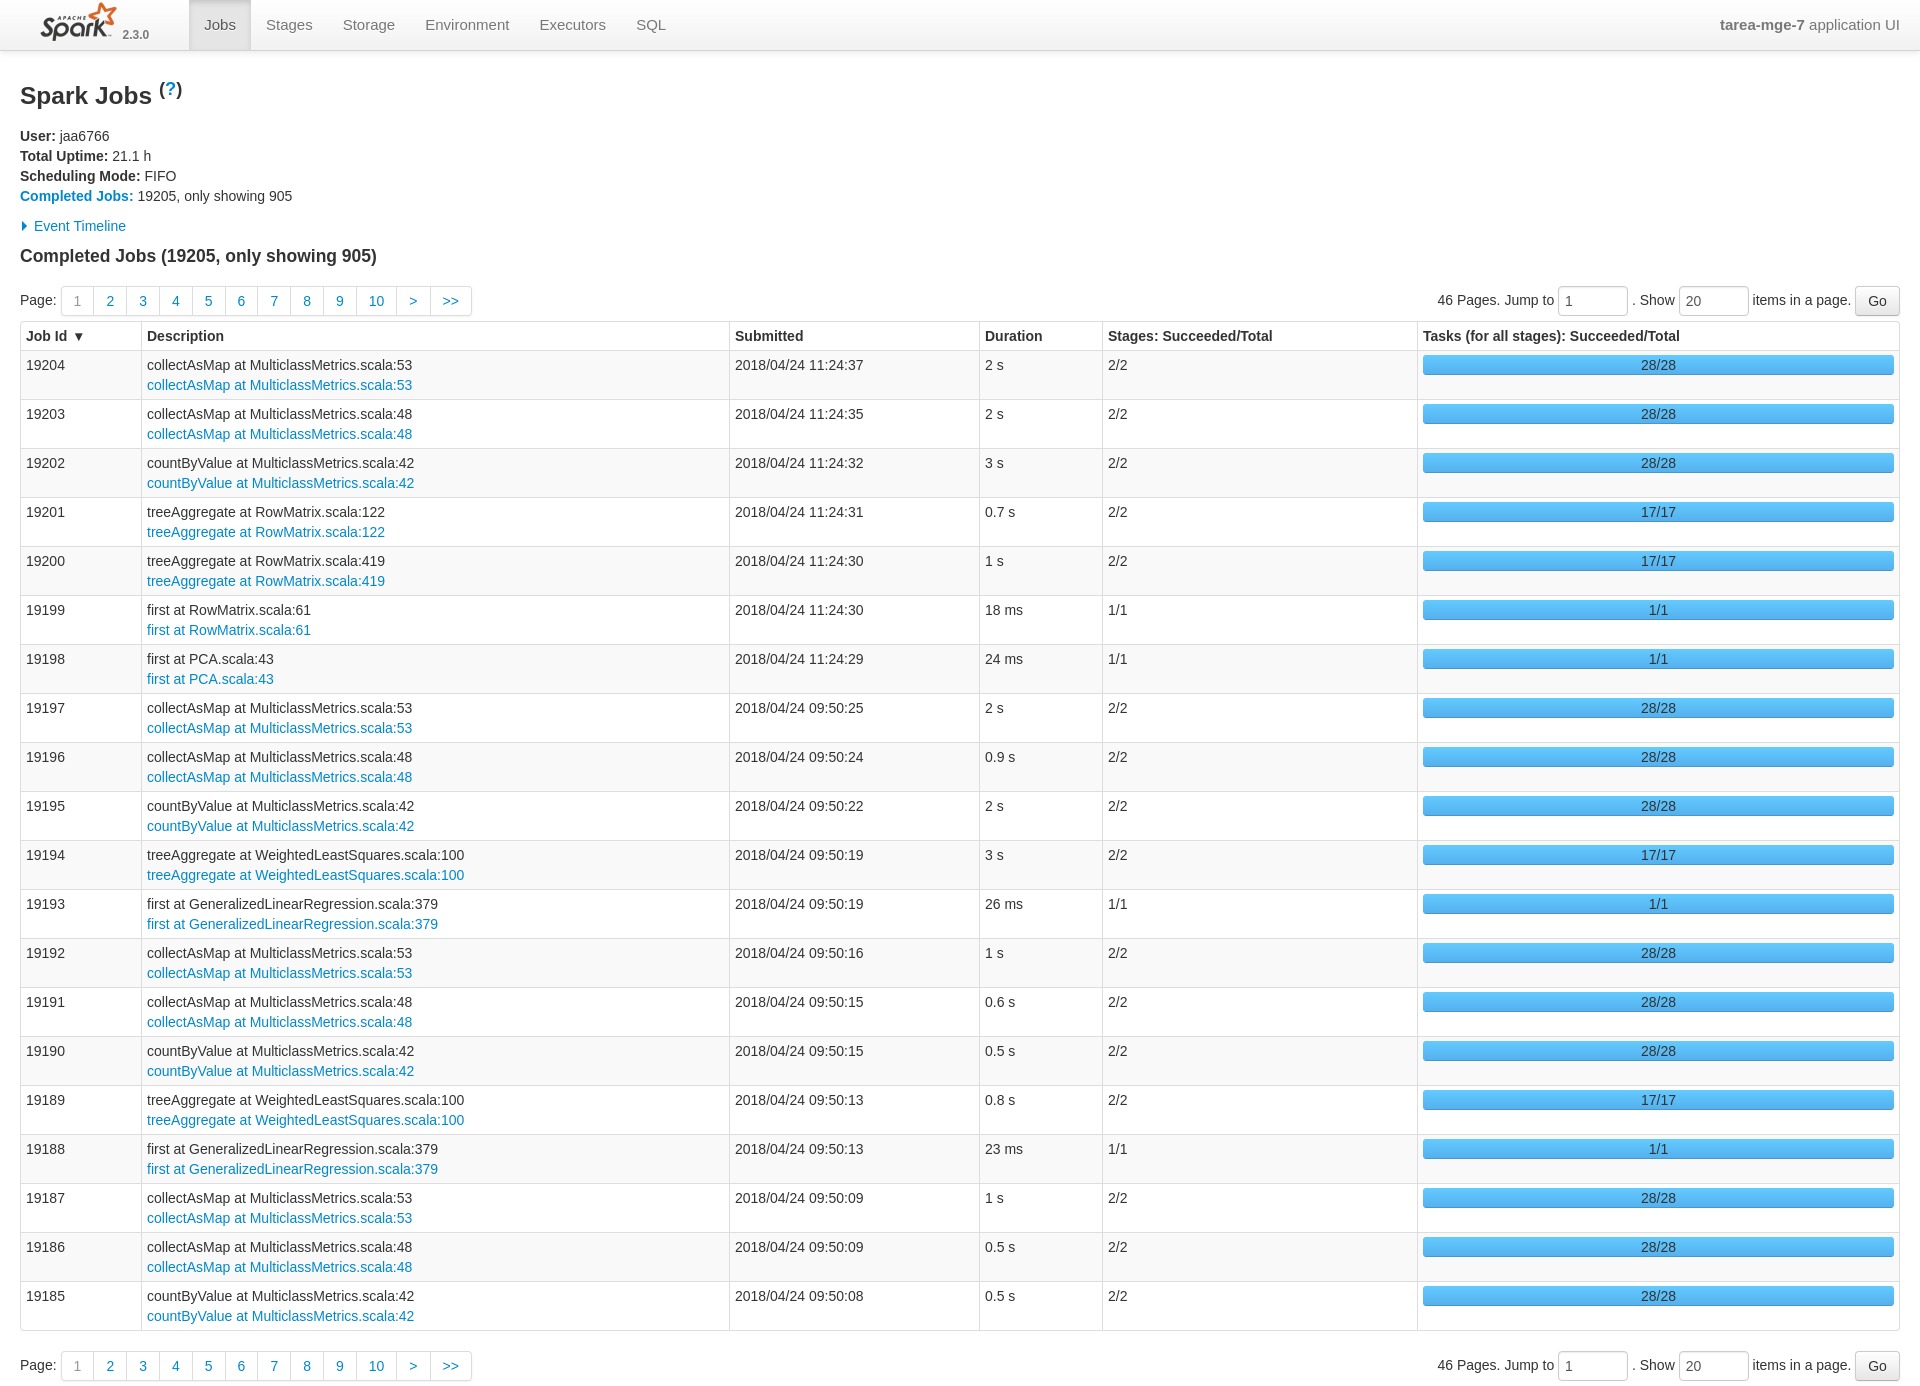 APACHE
Spark 2.3.0 Jobs Stages Storage Environment Executors SQL tarea-mge-7 application UI
Spark Jobs (?)
User: jaa6766
Total Uptime: 21.1 h
Scheduling Mode: FIFO
Completed Jobs: 19205, only showing 905
Event Timeline
Completed Jobs (19205, only showing 905)
Page: 1 2 3 4 5 6 7 8 9 10 > >> 46 Pages. Jump to 1 . Show 20 items in a page. Go
Job Id ▼ Description Submitted Duration Stages: Succeeded/Total Tasks (for all stages): Succeeded/Total
19204 collectAsMap at MulticlassMetrics.scala:53 2018/04/24 11:24:37 2 s 2/2 28/28
collectAsMap at MulticlassMetrics.scala:53
19203 collectAsMap at MulticlassMetrics.scala:48 2018/04/24 11:24:35 2 s 2/2 28/28
collectAsMap at MulticlassMetrics.scala:48
19202 countByValue at MulticlassMetrics.scala:42 2018/04/24 11:24:32 3 s 2/2 28/28
countByValue at MulticlassMetrics.scala:42
19201 treeAggregate at RowMatrix.scala:122 2018/04/24 11:24:31 0.7 s 2/2 17/17
treeAggregate at RowMatrix.scala:122
19200 treeAggregate at RowMatrix.scala:419 2018/04/24 11:24:30 1 s 2/2 17/17
treeAggregate at RowMatrix.scala:419
19199 first at RowMatrix.scala:61 2018/04/24 11:24:30 18 ms 1/1 1/1
first at RowMatrix.scala:61
19198 first at PCA.scala:43 2018/04/24 11:24:29 24 ms 1/1 1/1
first at PCA.scala:43
19197 collectAsMap at MulticlassMetrics.scala:53 2018/04/24 09:50:25 2 s 2/2 28/28
collectAsMap at MulticlassMetrics.scala:53
19196 collectAsMap at MulticlassMetrics.scala:48 2018/04/24 09:50:24 0.9 s 2/2 28/28
collectAsMap at MulticlassMetrics.scala:48
19195 countByValue at MulticlassMetrics.scala:42 2018/04/24 09:50:22 2 s 2/2 28/28
countByValue at MulticlassMetrics.scala:42
19194 treeAggregate at WeightedLeastSquares.scala:100 2018/04/24 09:50:19 3 s 2/2 17/17
treeAggregate at WeightedLeastSquares.scala:100
19193 first at GeneralizedLinearRegression.scala:379 2018/04/24 09:50:19 26 ms 1/1 1/1
first at GeneralizedLinearRegression.scala:379
19192 collectAsMap at MulticlassMetrics.scala:53 2018/04/24 09:50:16 1 s 2/2 28/28
collectAsMap at MulticlassMetrics.scala:53
19191 collectAsMap at MulticlassMetrics.scala:48 2018/04/24 09:50:15 0.6 s 2/2 28/28
collectAsMap at MulticlassMetrics.scala:48
19190 countByValue at MulticlassMetrics.scala:42 2018/04/24 09:50:15 0.5 s 2/2 28/28
countByValue at MulticlassMetrics.scala:42
19189 treeAggregate at WeightedLeastSquares.scala:100 2018/04/24 09:50:13 0.8 s 2/2 17/17
treeAggregate at WeightedLeastSquares.scala:100
19188 first at GeneralizedLinearRegression.scala:379 2018/04/24 09:50:13 23 ms 1/1 1/1
first at GeneralizedLinearRegression.scala:379
19187 collectAsMap at MulticlassMetrics.scala:53 2018/04/24 09:50:09 1 s 2/2 28/28
collectAsMap at MulticlassMetrics.scala:53
19186 collectAsMap at MulticlassMetrics.scala:48 2018/04/24 09:50:09 0.5 s 2/2 28/28
collectAsMap at MulticlassMetrics.scala:48
19185 countByValue at MulticlassMetrics.scala:42 2018/04/24 09:50:08 0.5 s 2/2 28/28
countByValue at MulticlassMetrics.scala:42
Page: 1 2 3 4 5 6 7 8 9 10 > >> 46 Pages. Jump to 1 . Show 20 items in a page. Go